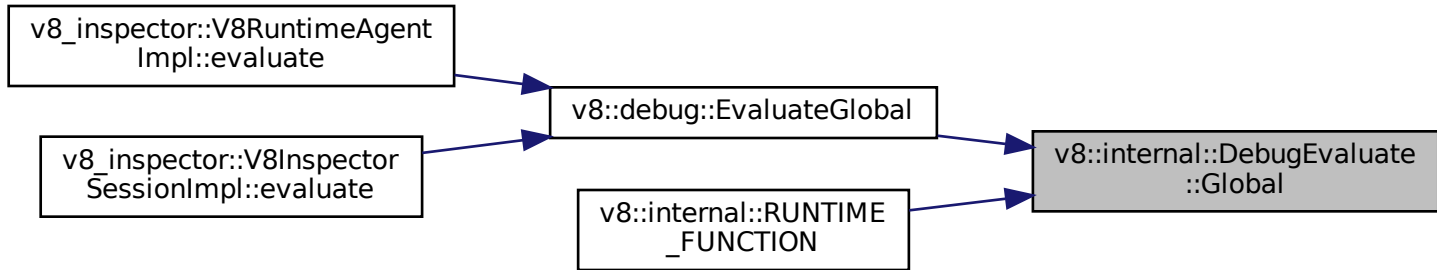 v8_inspector::V8RuntimeAgent
Impl::evaluate
v8_inspector::V8Inspector
SessionImpl::evaluate
v8::debug::EvaluateGlobal
v8::internal::RUNTIME
_FUNCTION
v8::internal::DebugEvaluate
::Global